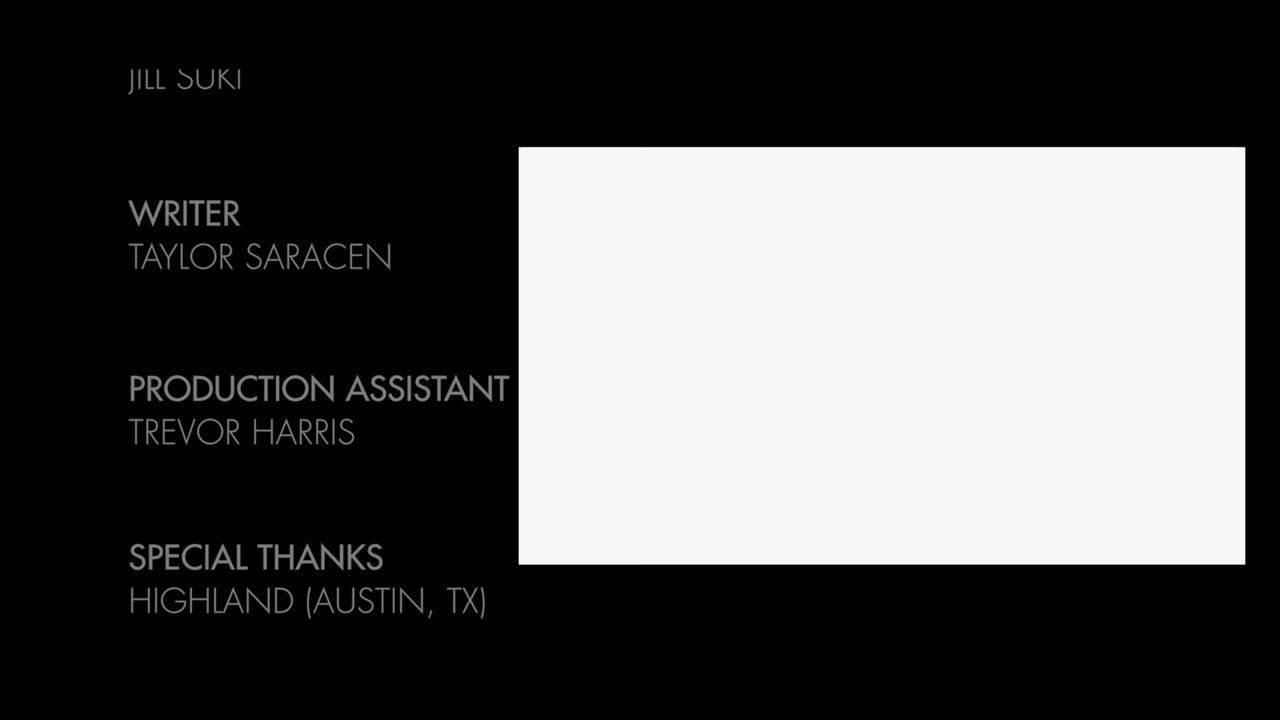 JILL SUKI
WRITER
TAYLOR SARACEN
PRODUCTION ASSISTANT
TREVOR HARRIS
SPECIAL THANKS
HIGHLAND (AUSTIN, TX)